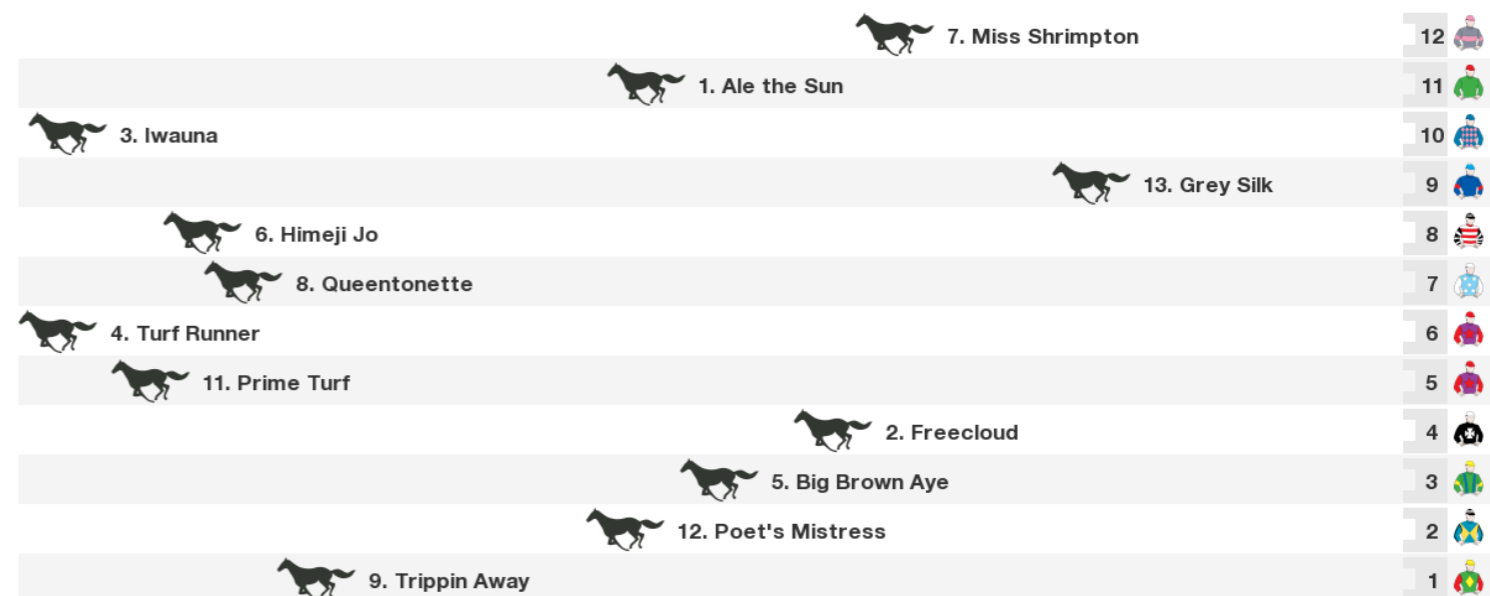 7. Miss Shrimpton 12
1. Ale the Sun 11
3. Iwauna 10
13. Grey Silk 9
6. Himeji Jo 8
8. Queentonette 7
4. Turf Runner 6
11. Prime Turf 5
2. Freecloud 4
5. Big Brown Aye 3
12. Poet's Mistress 2
9. Trippin Away 1